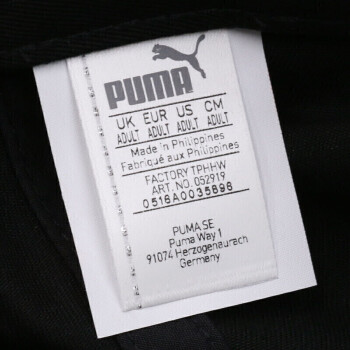 PUMA
UK EUR US CM
ADULT ADULT ADULT ADULT
Made in Philippines
Fabriqué aux Philippines
FACTORY TPHHW
ART. NO. 052919
0516A0035896
PUMA SE
Puma Way 1
91074 Herzogenaurach
Germany